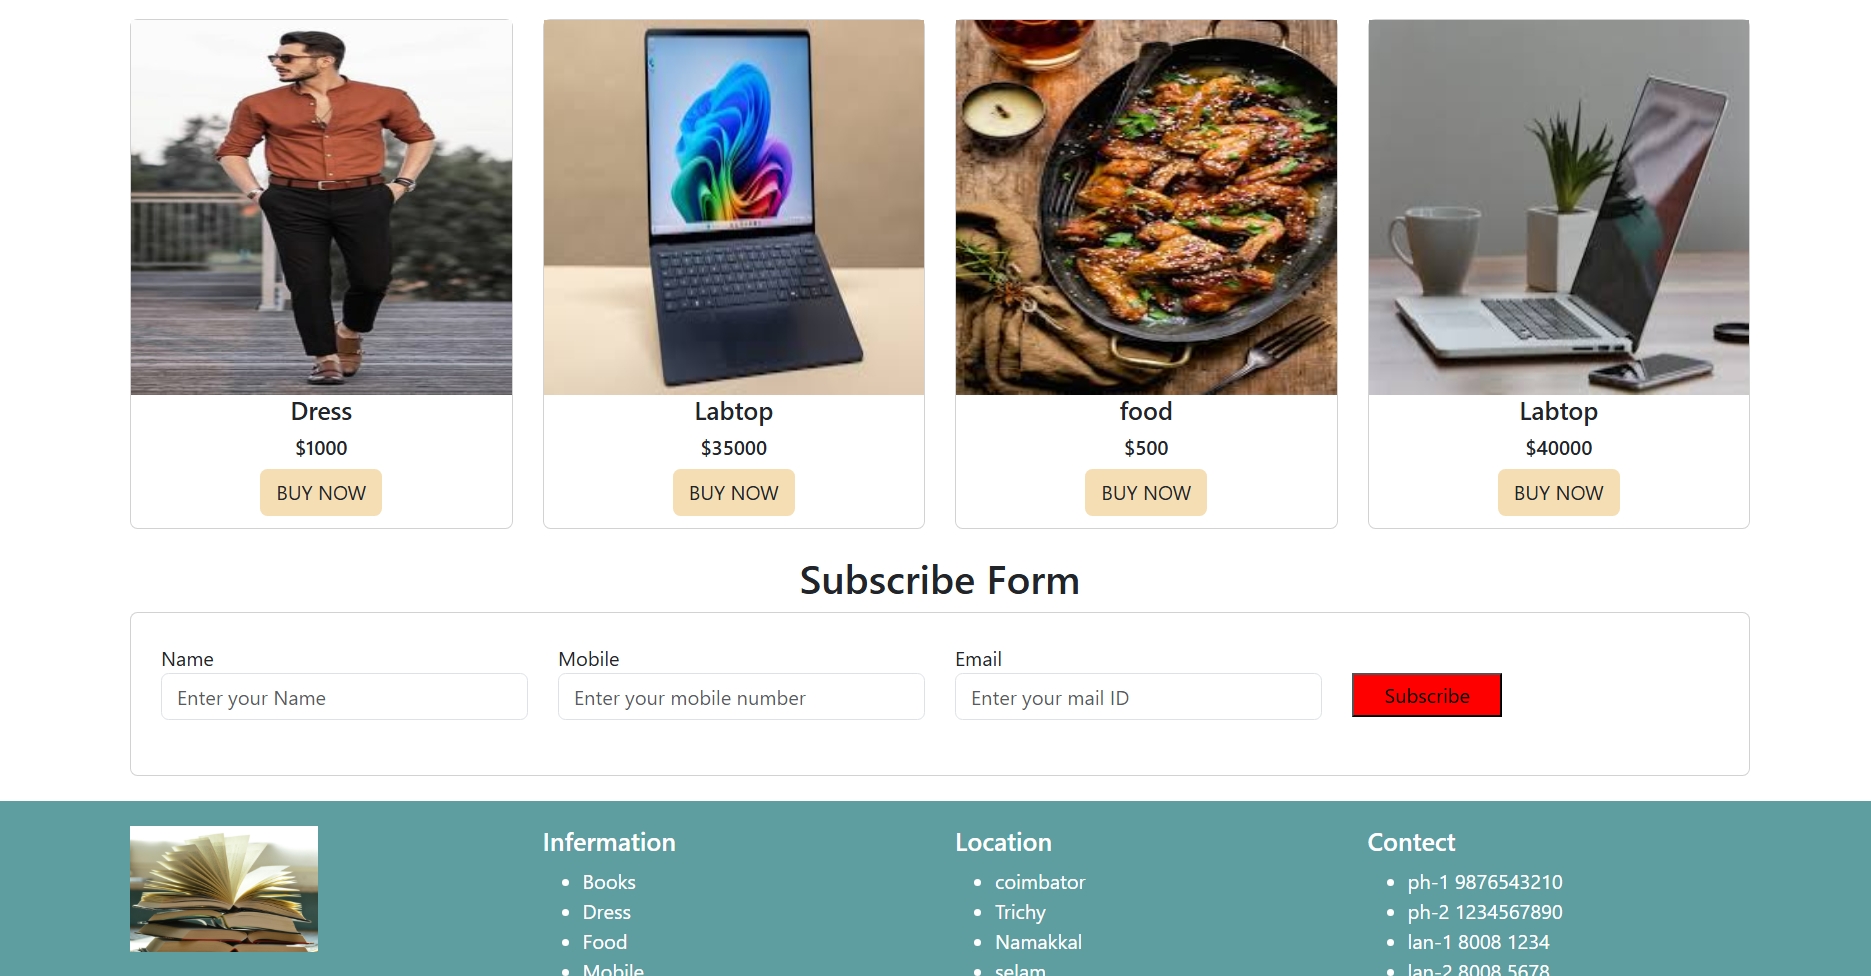 Dress
$1000
BUY NOW
Labtop
$35000
BUY NOW
food
$500
BUY NOW
Labtop
$40000
BUY NOW
Subscribe Form
Name
Enter your Name
Mobile
Enter your mobile number
Email
Enter your mail ID
Subscribe
Infermation
Books
Dress
Food
Mobile
Location
coimbator
Trichy
Namakkal
selam
Contect
ph-1 9876543210
ph-2 1234567890
lan-1 8008 1234
lan-2 8008 5678